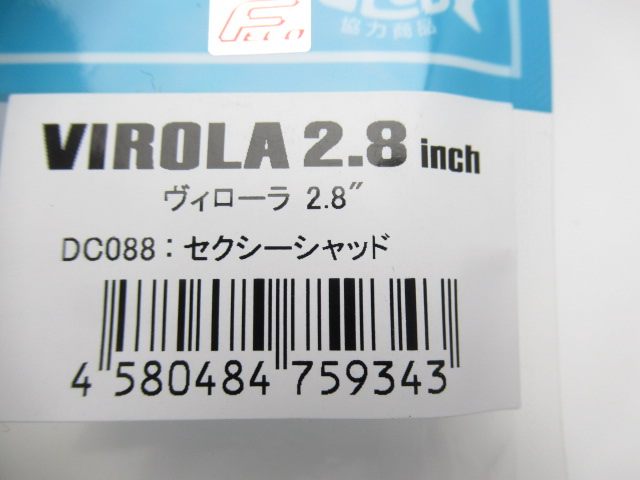 FECO
協力商品
VIROLA 2.8 inch
ヴィローラ 2.8"
DC088：セクシーシャッド
4 580484 759343